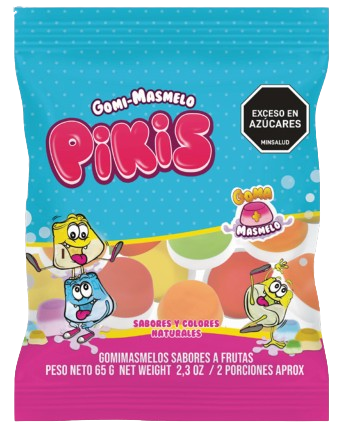 GOMI-MASMELO
PiKiS
EXCESO EN
AZÚCARES
MINSALUD
GOMA
+
MASMELO
SABORES Y COLORES
NATURALES
GOMIMASMELOS SABORES A FRUTAS
PESO NETO 65 G NET WEIGHT 2,3 OZ / 2 PORCIONES APROX